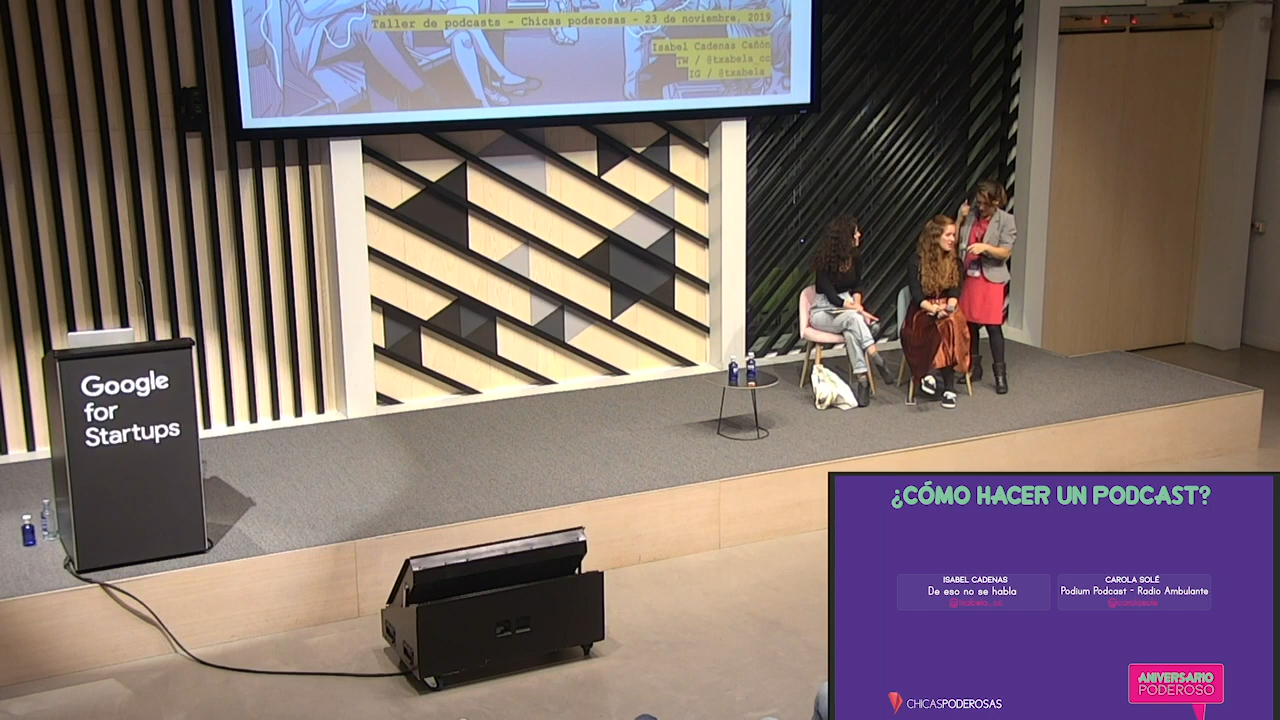 Taller de podcasts - Chicas poderosas - 23 de noviembre, 2019
Isabel Cadenas Cañón
TW / @txabela_cc
IG / @txabela_
Google
for
Startups
¿CÓMO HACER UN PODCAST?
ISABEL CADENAS
De eso no se habla
CAROLA SOLÉ
Podium Podcast - Radio Ambulante
CHICASPODEROSAS
ANIVERSARIO
PODEROSO